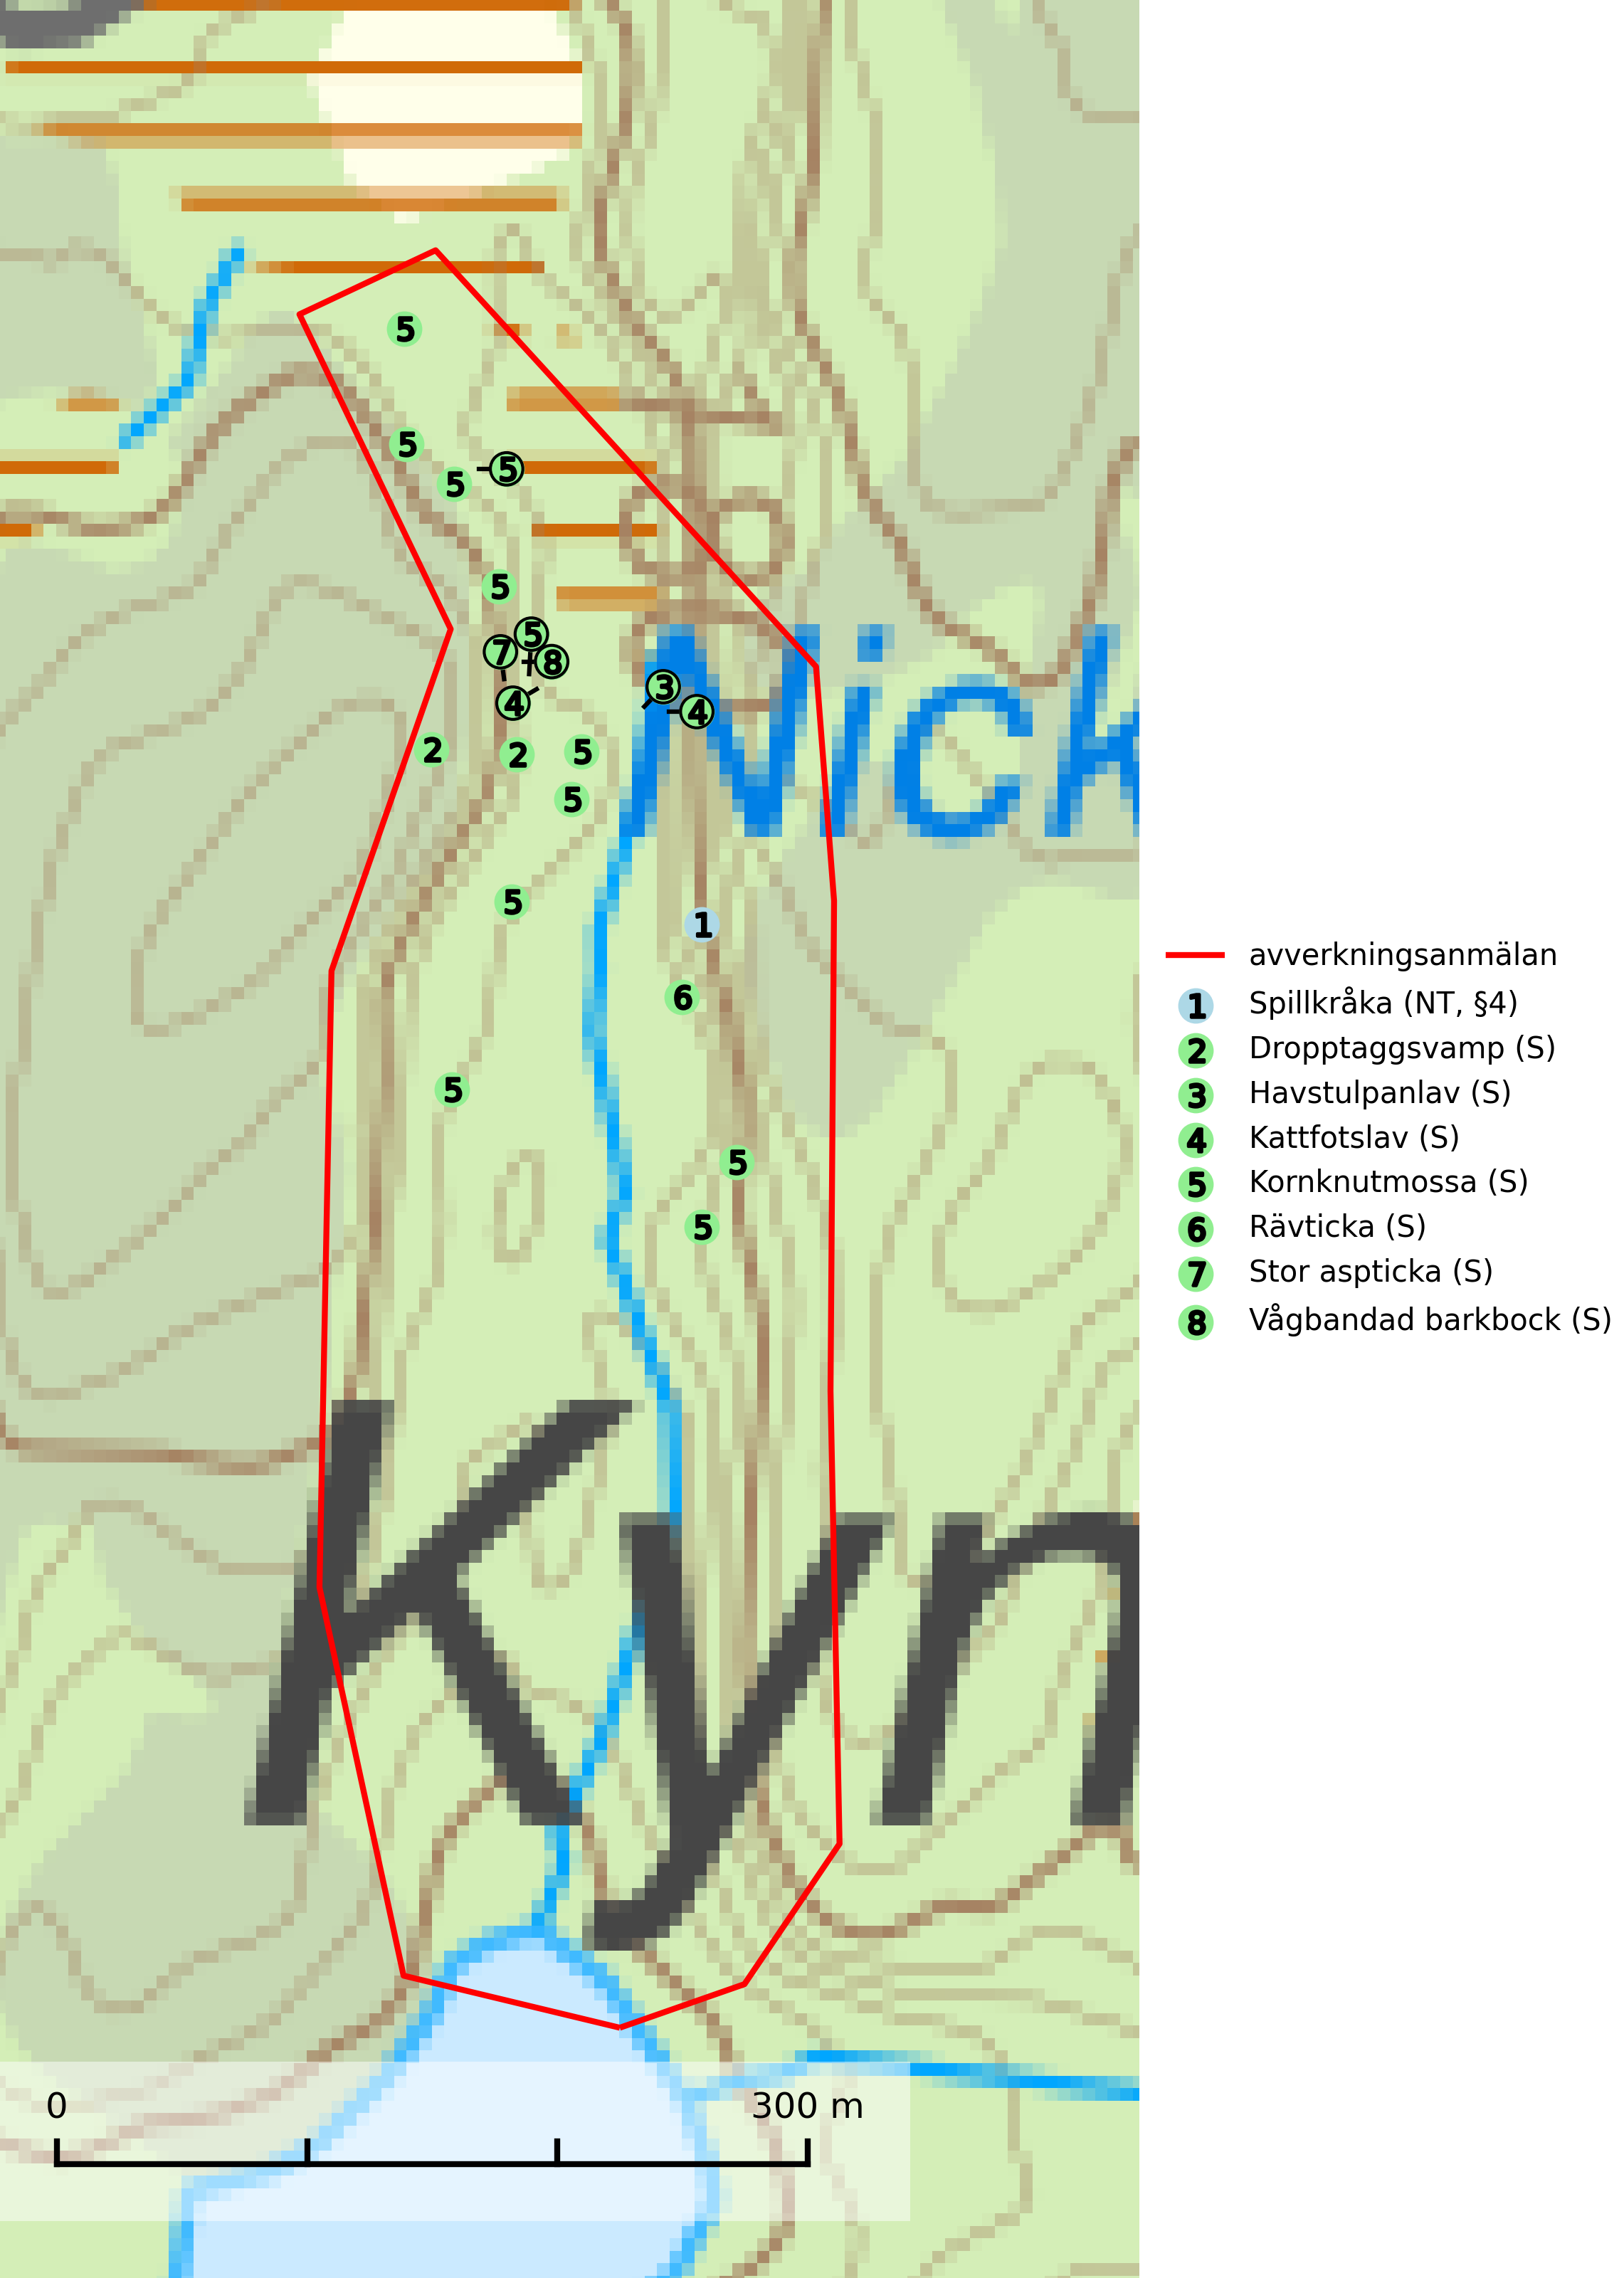 5
5
5
5
5
5
7
8
4
3
4
2
2
5
5
Nick
5
1
6
5
5
5
Kyn
0
300 m
avverkningsanmälan
1 Spillkråka (NT, §4)
2 Dropptaggsvamp (S)
3 Havstulpanlav (S)
4 Kattfotslav (S)
5 Kornknutmossa (S)
6 Rävticka (S)
7 Stor aspticka (S)
8 Vågbandad barkbock (S)